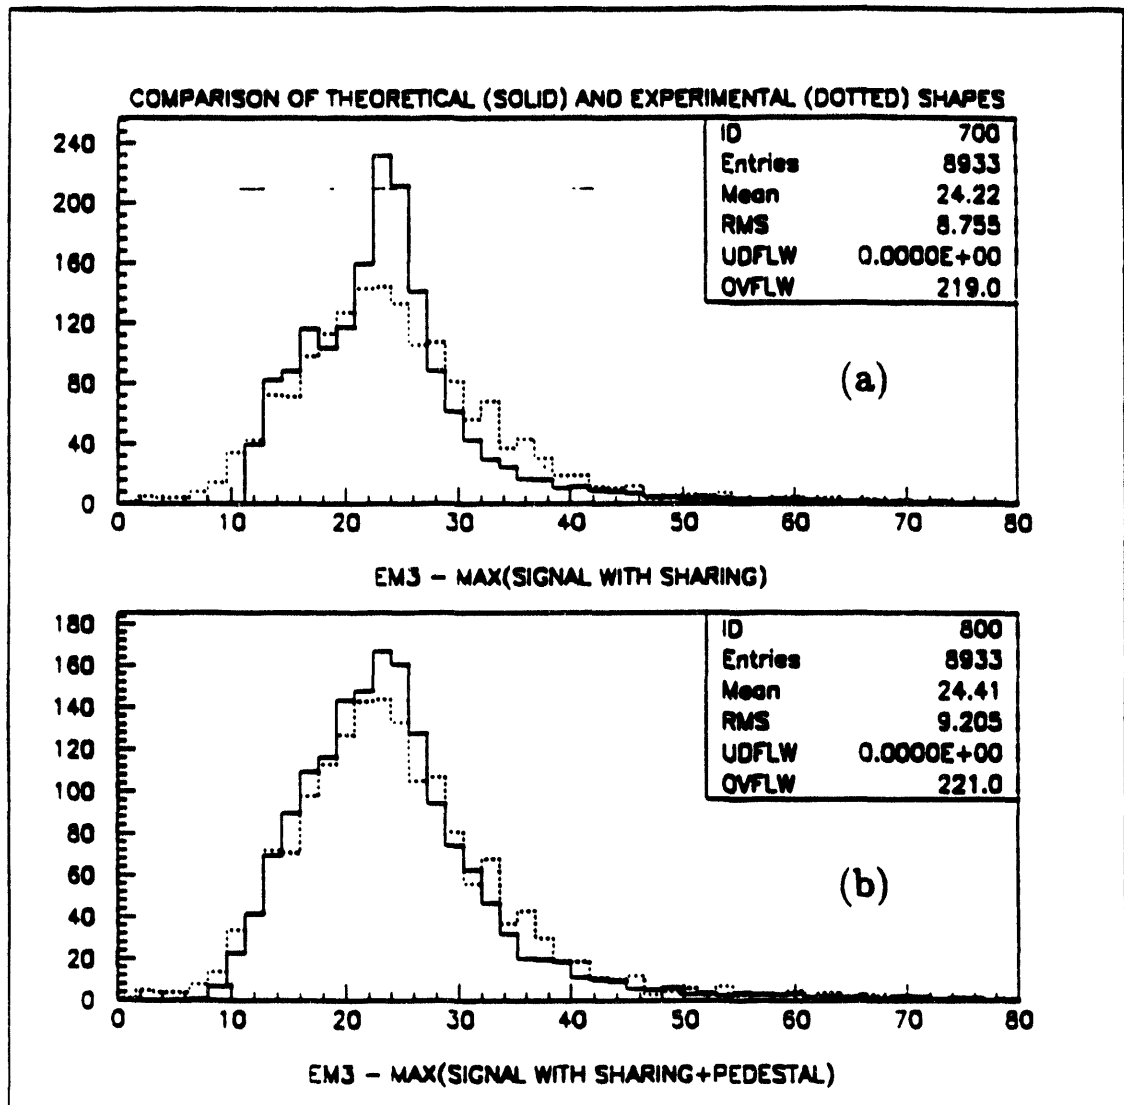 COMPARISON OF THEORETICAL (SOLID) AND EXPERIMENTAL (DOTTED) SHAPES
ID 700
Entries 8933
Mean 24.22
RMS 8.755
UDFLW 0.0000E+00
OVFLW 219.0
240
200
160
120
80
40
0
(a)
0 10 20 30 40 50 60 70 80
EM3 - MAX(SIGNAL WITH SHARING)
ID 800
Entries 8933
Mean 24.41
RMS 9.205
UDFLW 0.0000E+00
OVFLW 221.0
180
160
140
120
100
80
60
40
20
0
(b)
0 10 20 30 40 50 60 70 80
EM3 - MAX(SIGNAL WITH SHARING+PEDESTAL)